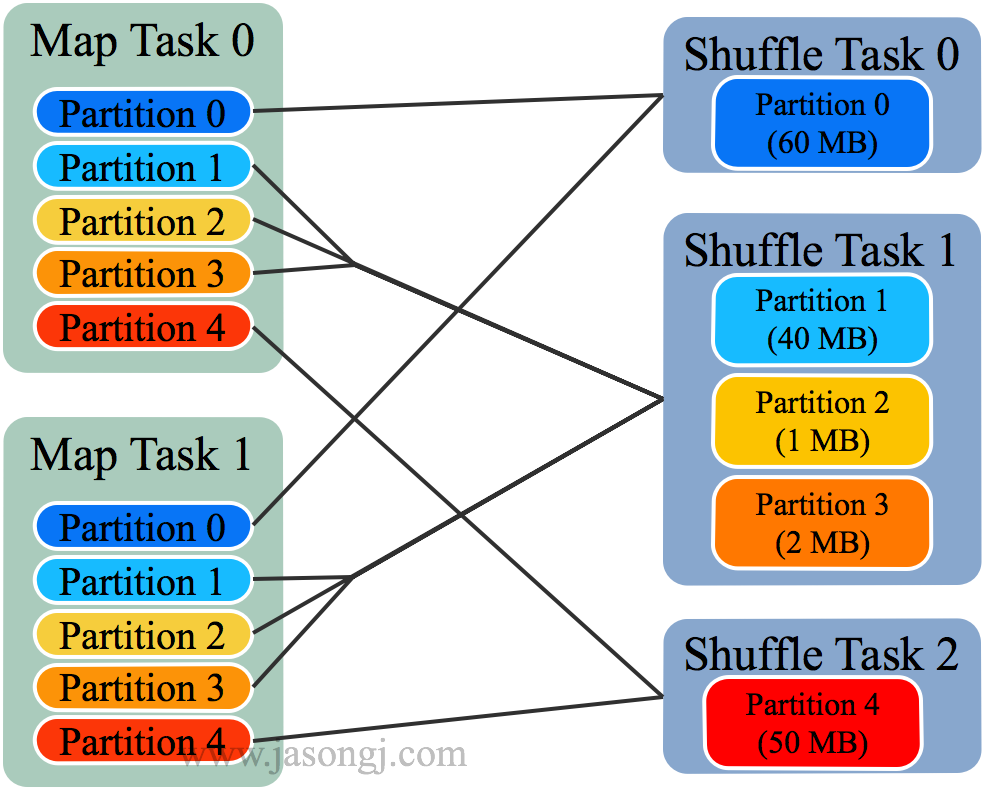 Map Task 0
Partition 0
Partition 1
Partition 2
Partition 3
Partition 4
Map Task 1
Partition 0
Partition 1
Partition 2
Partition 3
Partition 4
Shuffle Task 0
Partition 0
(60 MB)
Shuffle Task 1
Partition 1
(40 MB)
Partition 2
(1 MB)
Partition 3
(2 MB)
Shuffle Task 2
Partition 4
(50 MB)
www.jasongj.com